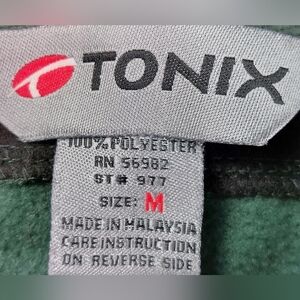 TONIX
100% POLYESTER
RN 56982
ST# 977
SIZE: M
MADE IN MALAYSIA
CARE INSTRUCTION
ON REVERSE SIDE